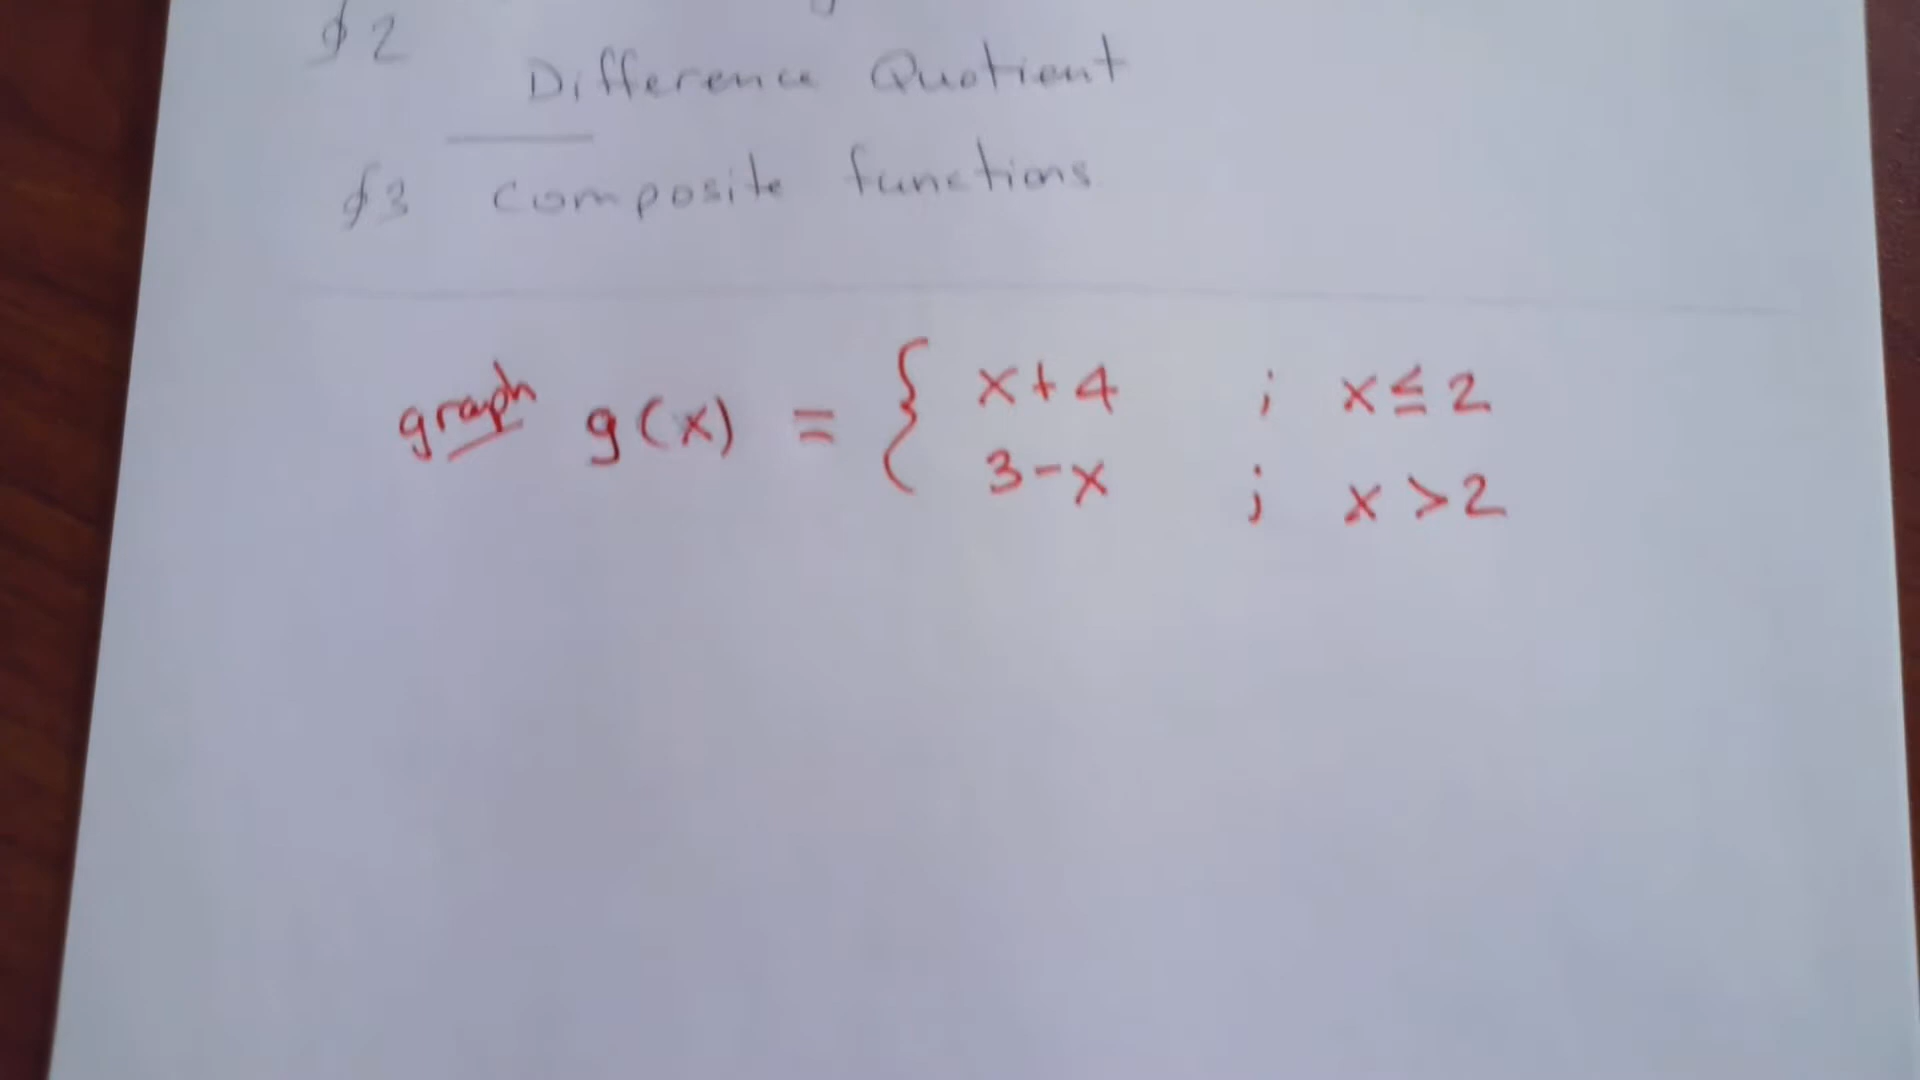 §2
Difference Quotient
§3 Composite functions
graph g(x) = { x+4 ; x≤2
3-x ; x>2